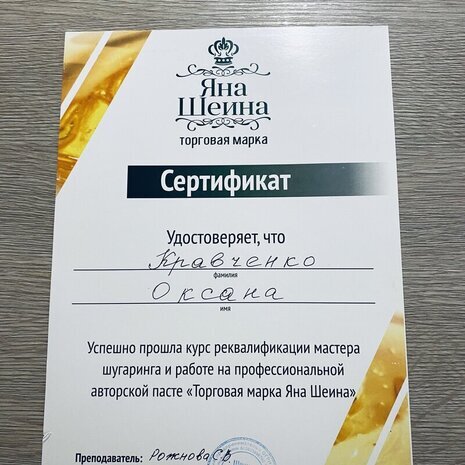 Яна
Шеина
торговая марка
Сертификат
Удостоверяет, что
Кравченко
фамилия
Оксана
имя
Успешно прошла курс реквалификации мастера
шугаринга и работе на профессиональной
авторской пасте «Торговая марка Яна Шеина»
Преподаватель: Рожнова С.В.